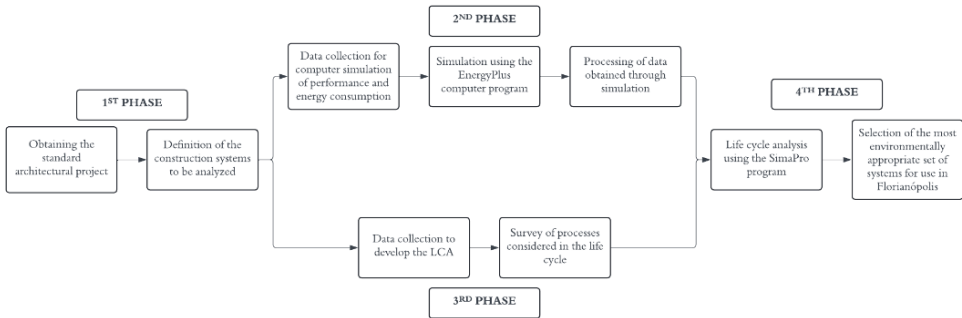 1ST PHASE
Obtaining the
standard
architectural project
Definition of the
construction systems
to be analyzed
2ND PHASE
Data collection for
computer simulation
of performance and
energy consumption
Simulation using the
EnergyPlus
computer program
Processing of data
obtained through
simulation
Data collection to
develop the LCA
Survey of processes
considered in the life
cycle
3RD PHASE
4TH PHASE
Life cycle analysis
using the SimaPro
program
Selection of the most
environmentally
appropriate set of
systems for use in
Florianópolis